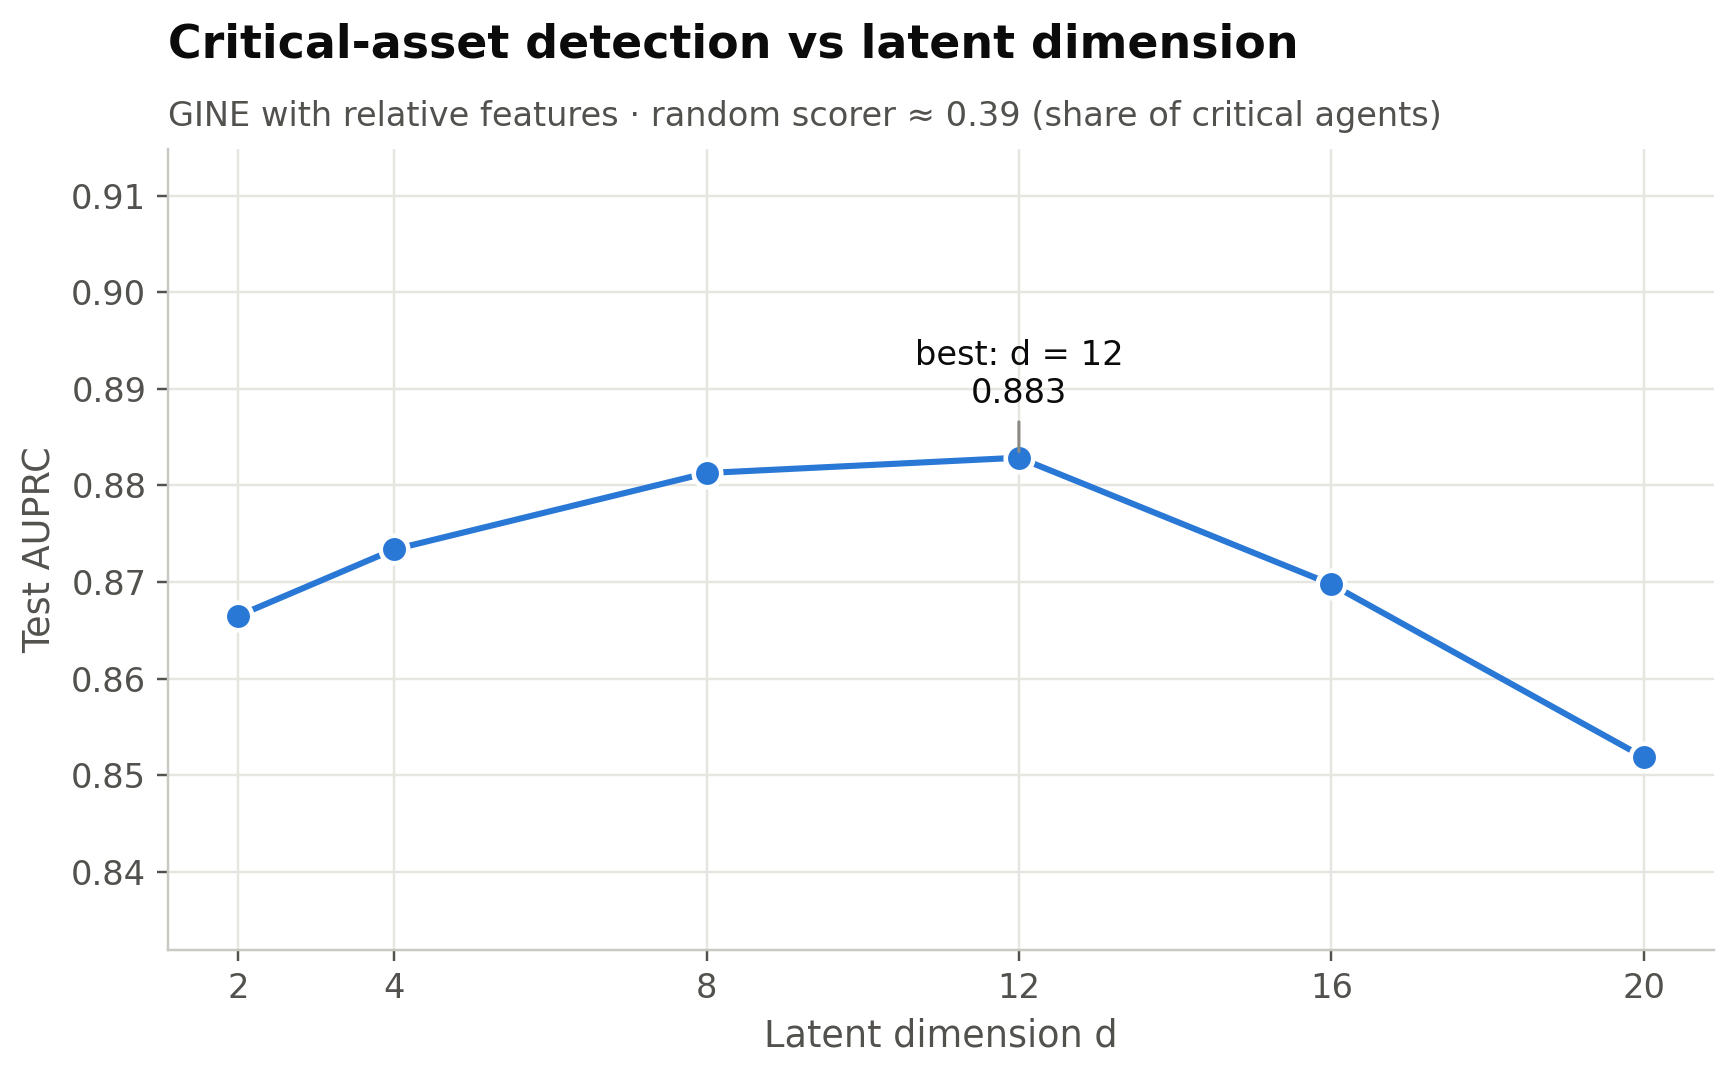 Critical-asset detection vs latent dimension
GINE with relative features · random scorer ≈ 0.39 (share of critical agents)
0.91
0.90
0.89
0.88
0.87
0.86
0.85
0.84
Test AUPRC
best: d = 12
0.883
2 4 8 12 16 20
Latent dimension d